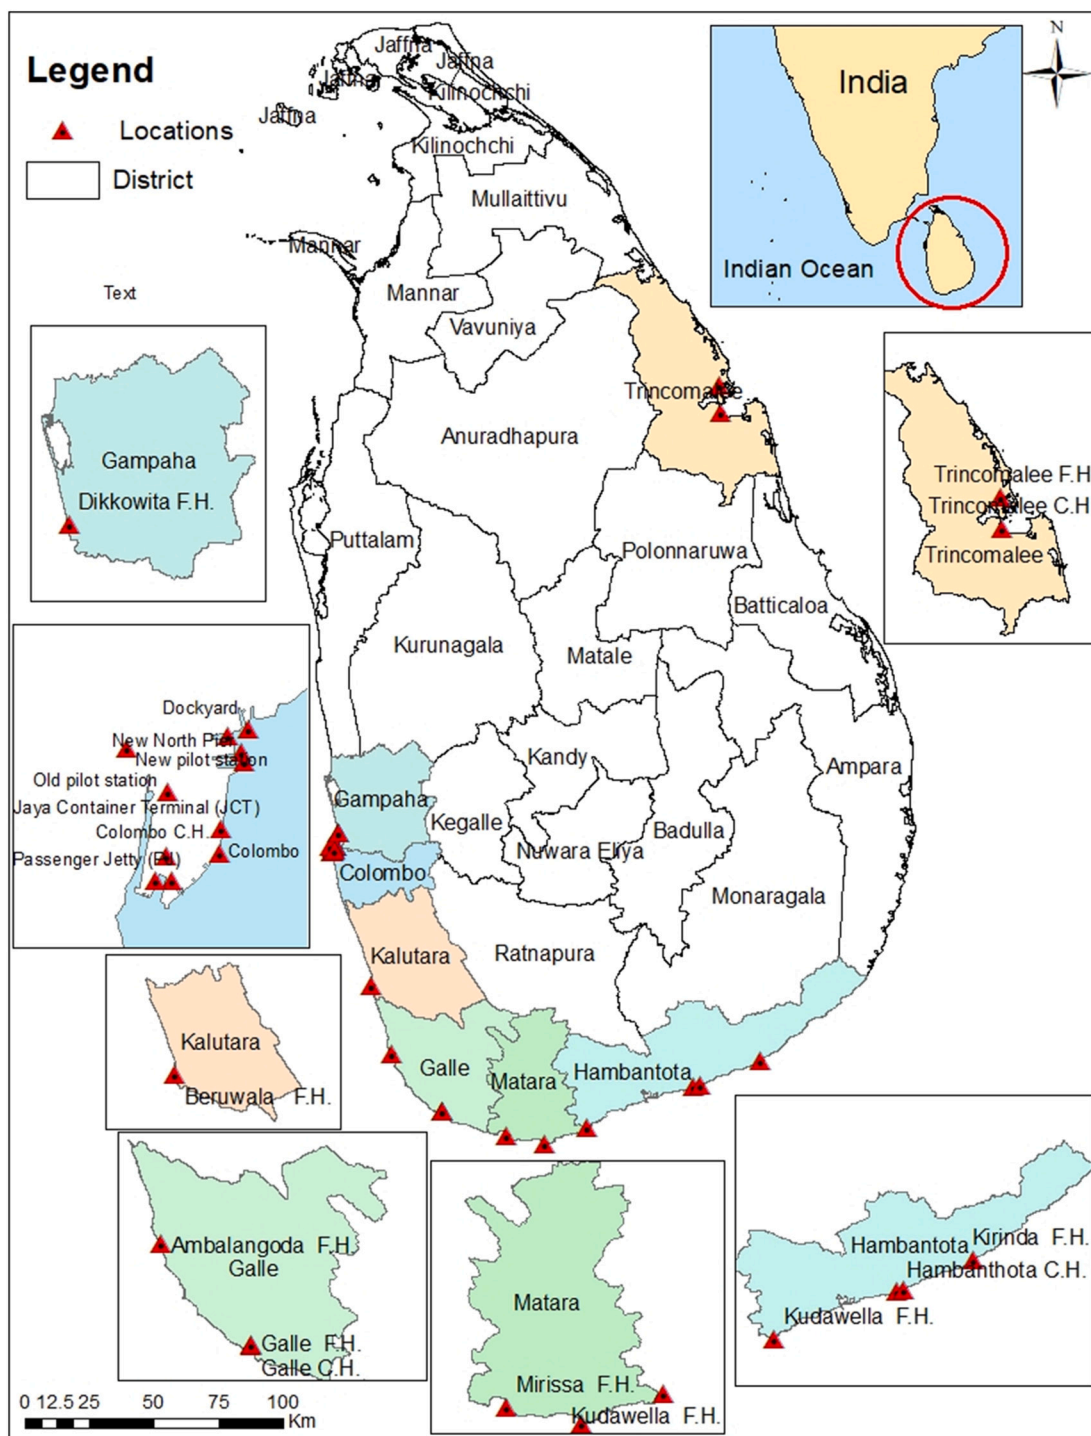 Legend
Locations
District
Text
N
India
Indian Ocean
Jaffna
Jaffna
Jaffna
Jaffna
Kilinochchi
Kilinochchi
Mullaittivu
Mannar
Mannar
Vavuniya
Trincomalee
Anuradhapura
Puttalam
Polonnaruwa
Batticaloa
Kurunagala
Matale
Kandy
Ampara
Gampaha
Kegalle
Badulla
Nuwara Eliya
Colombo
Monaragala
Kalutara
Ratnapura
Galle
Matara
Hambantota
Gampaha
Dikkowita F.H.
Trincomalee F.H
Trincomalee C.H
Trincomalee
Dockyard
New North Pier
New pilot station
Old pilot station
Jaya Container Terminal (JCT)
Colombo C.H.
Passenger Jetty (PJ)
Colombo
Kalutara
Beruwala F.H.
Ambalangoda F.H.
Galle
Galle F.H.
Galle C.H.
Matara
Mirissa F.H.
Kudawella F.H.
Hambantota
Kirinda F.H.
Hambanthota C.H.
Kudawella F.H.
0 12.5 25 50 75 100
Km